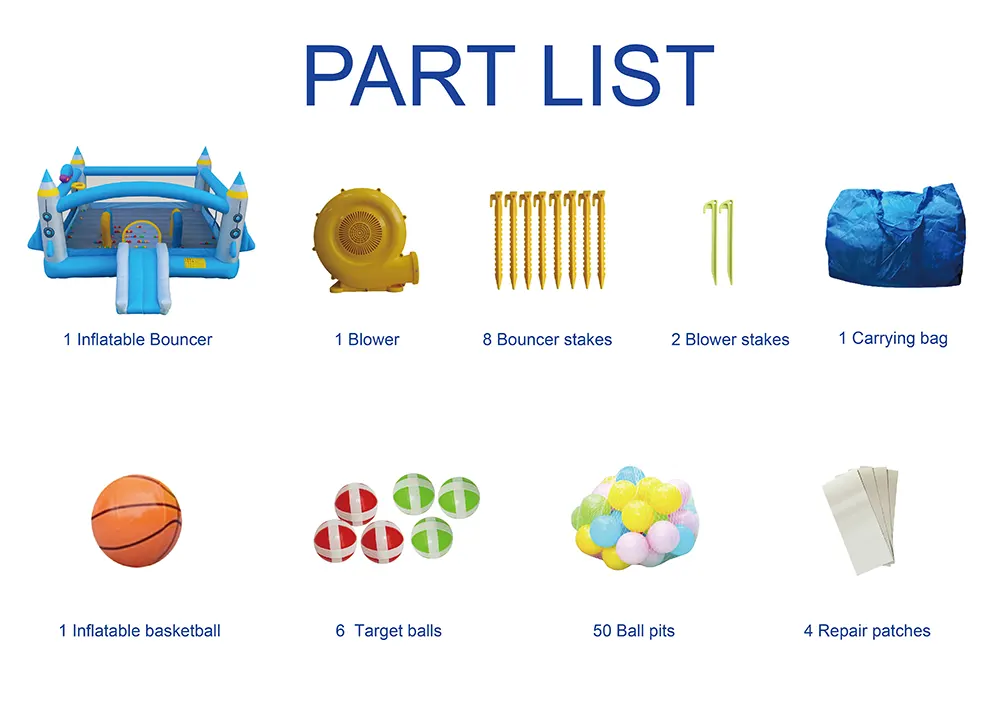 PART LIST
1 Inflatable Bouncer
1 Blower
8 Bouncer stakes
2 Blower stakes
1 Carrying bag
1 Inflatable basketball
6 Target balls
50 Ball pits
4 Repair patches